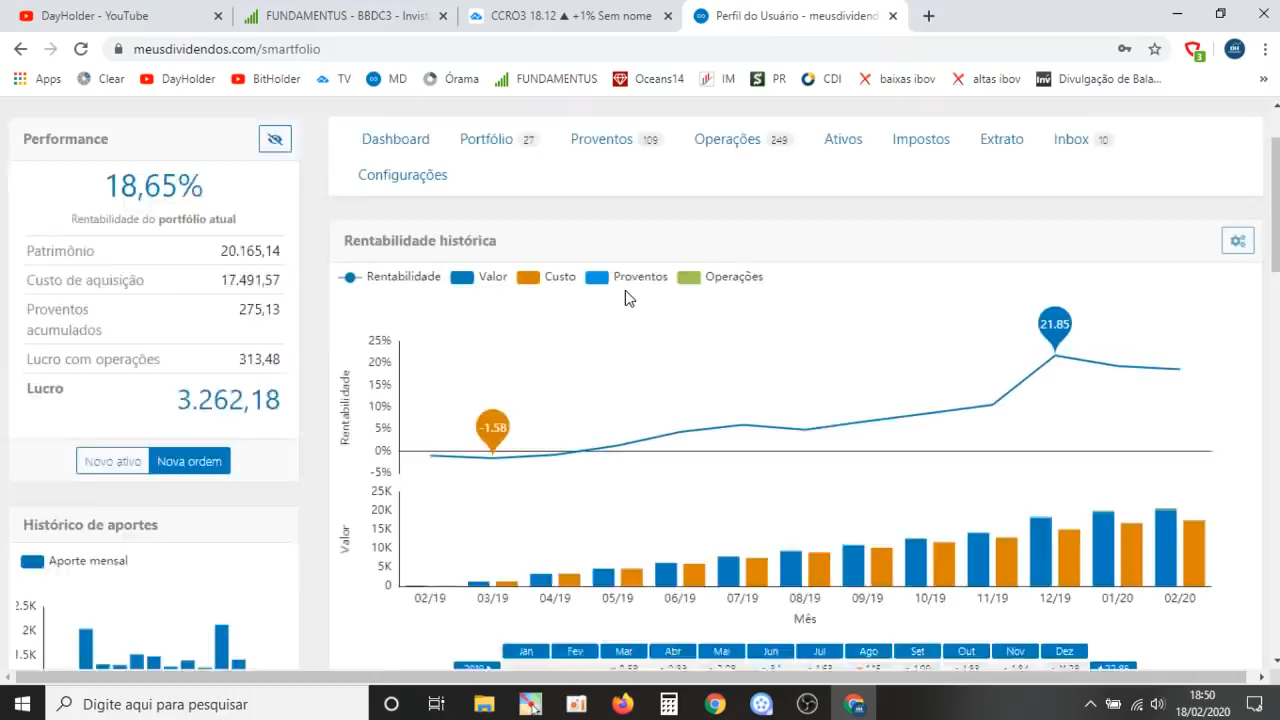 DayHolder - YouTube
FUNDAMENTUS - BBDC3 - Invist
CCRO3 18.12 ▲ +1% Sem nome
Perfil do Usuário - meusdividend
meusdividendos.com/smartfolio
Apps Clear DayHolder BitHolder TV MD Órama FUNDAMENTUS Oceans14 IM PR CDI baixas ibov altas ibov Divulgação de Bala...
Performance
18,65%
Rentabilidade do portfólio atual
Patrimônio 20.165,14
Custo de aquisição 17.491,57
Proventos acumulados 275,13
Lucro com operações 313,48
Lucro 3.262,18
Novo ativo Nova ordem
Histórico de aportes
Aporte mensal
2.5K
2K
1.5K
Dashboard Portfólio 27 Proventos 109 Operações 249 Ativos Impostos Extrato Inbox 10
Configurações
Rentabilidade histórica
Rentabilidade Valor Custo Proventos Operações
21.85
-1.58
Rentabilidade
25%
20%
15%
10%
5%
0%
-5%
Valor
25K
20K
15K
10K
5K
0
02/19 03/19 04/19 05/19 06/19 07/19 08/19 09/19 10/19 11/19 12/19 01/20 02/20
Mês
Jan Fev Mar Abr Mai Jun Jul Ago Set Out Nov Dez
Digite aqui para pesquisar
18:50
18/02/2020